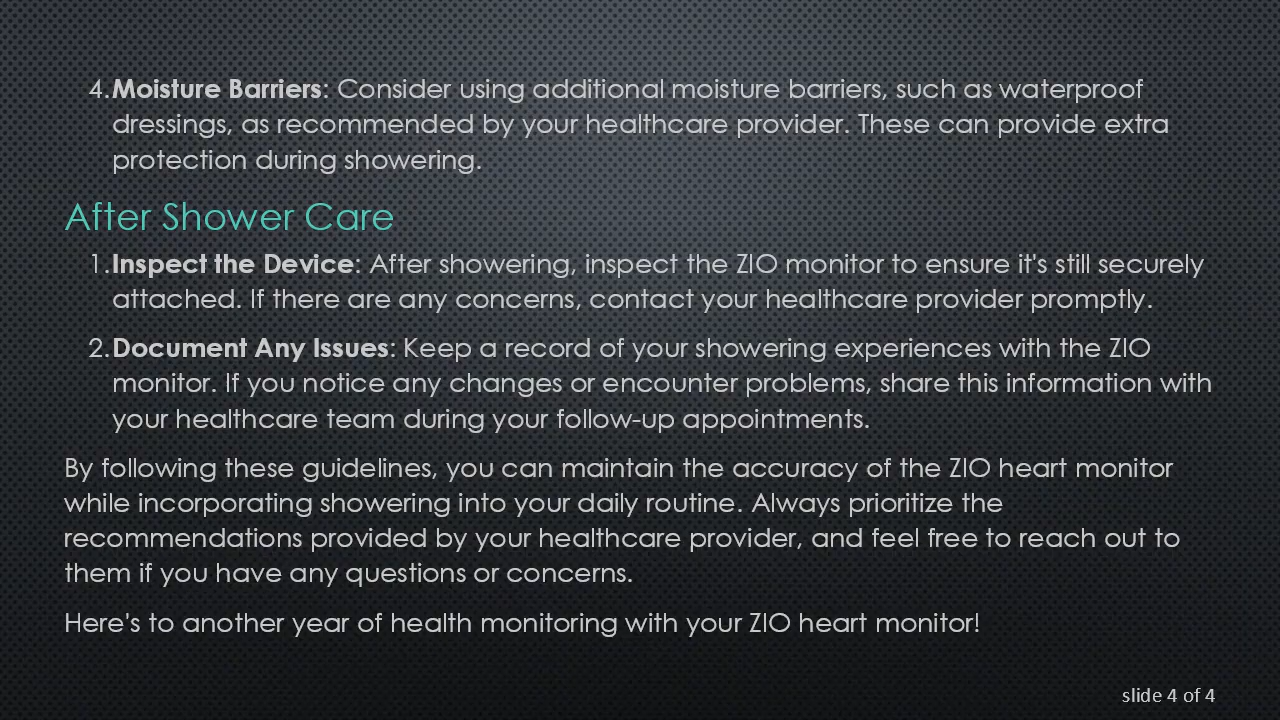 4.Moisture Barriers: Consider using additional moisture barriers, such as waterproof
dressings, as recommended by your healthcare provider. These can provide extra
protection during showering.
After Shower Care
1.Inspect the Device: After showering, inspect the ZIO monitor to ensure it's still securely
attached. If there are any concerns, contact your healthcare provider promptly.
2.Document Any Issues: Keep a record of your showering experiences with the ZIO
monitor. If you notice any changes or encounter problems, share this information with
your healthcare team during your follow-up appointments.
By following these guidelines, you can maintain the accuracy of the ZIO heart monitor
while incorporating showering into your daily routine. Always prioritize the
recommendations provided by your healthcare provider, and feel free to reach out to
them if you have any questions or concerns.
Here's to another year of health monitoring with your ZIO heart monitor!
slide 4 of 4